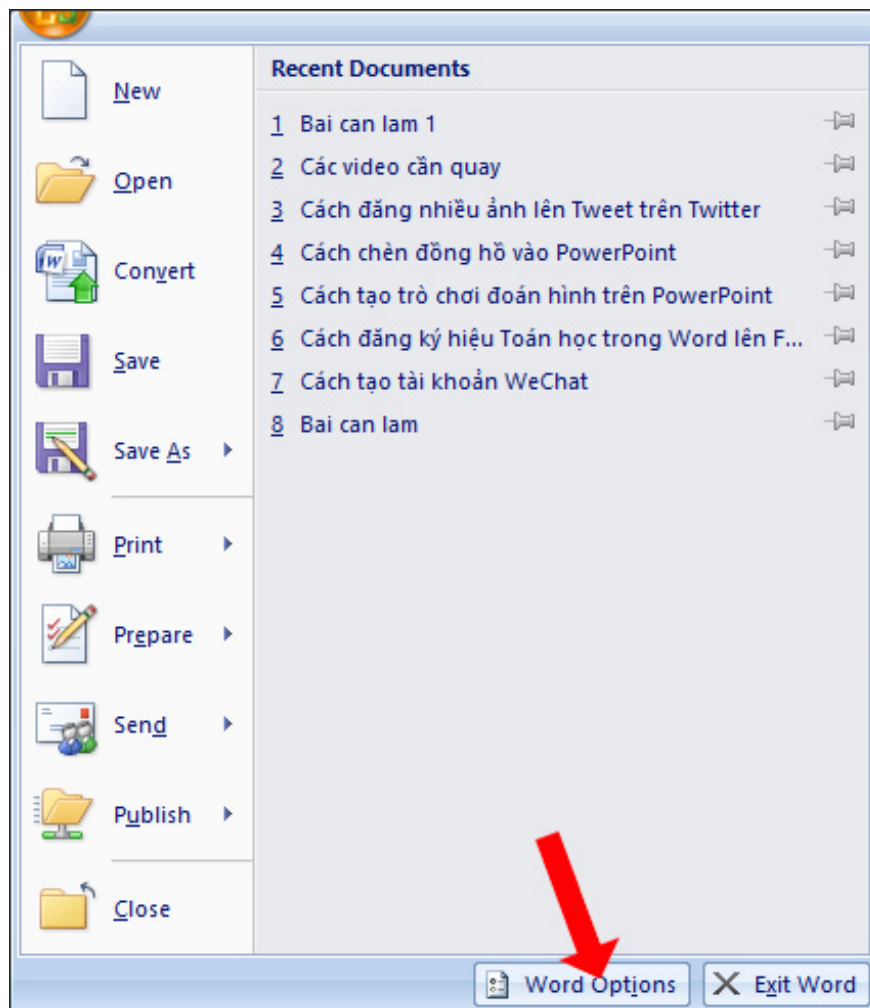 New
Open
Convert
Save
Save As
Print
Prepare
Send
Publish
Close
Recent Documents
1 Bai can lam 1
2 Các video cần quay
3 Cách đăng nhiều ảnh lên Tweet trên Twitter
4 Cách chèn đồng hồ vào PowerPoint
5 Cách tạo trò chơi đoán hình trên PowerPoint
6 Cách đăng ký hiệu Toán học trong Word lên F...
7 Cách tạo tài khoản WeChat
8 Bai can lam
Word Options
Exit Word